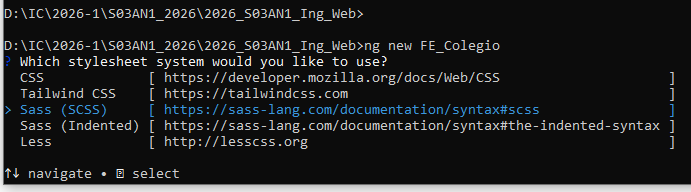 D:\IC\2026-1\S03AN1_2026\2026_S03AN1_Ing_Web>
D:\IC\2026-1\S03AN1_2026\2026_S03AN1_Ing_Web>ng new FE_Colegio
? Which stylesheet system would you like to use?
CSS [ https://developer.mozilla.org/docs/Web/CSS ]
Tailwind CSS [ https://tailwindcss.com ]
> Sass (SCSS) [ https://sass-lang.com/documentation/syntax#scss ]
Sass (Indented) [ https://sass-lang.com/documentation/syntax#the-indented-syntax ]
Less [ http://lesscss.org ]
↑↓ navigate • ⍰ select